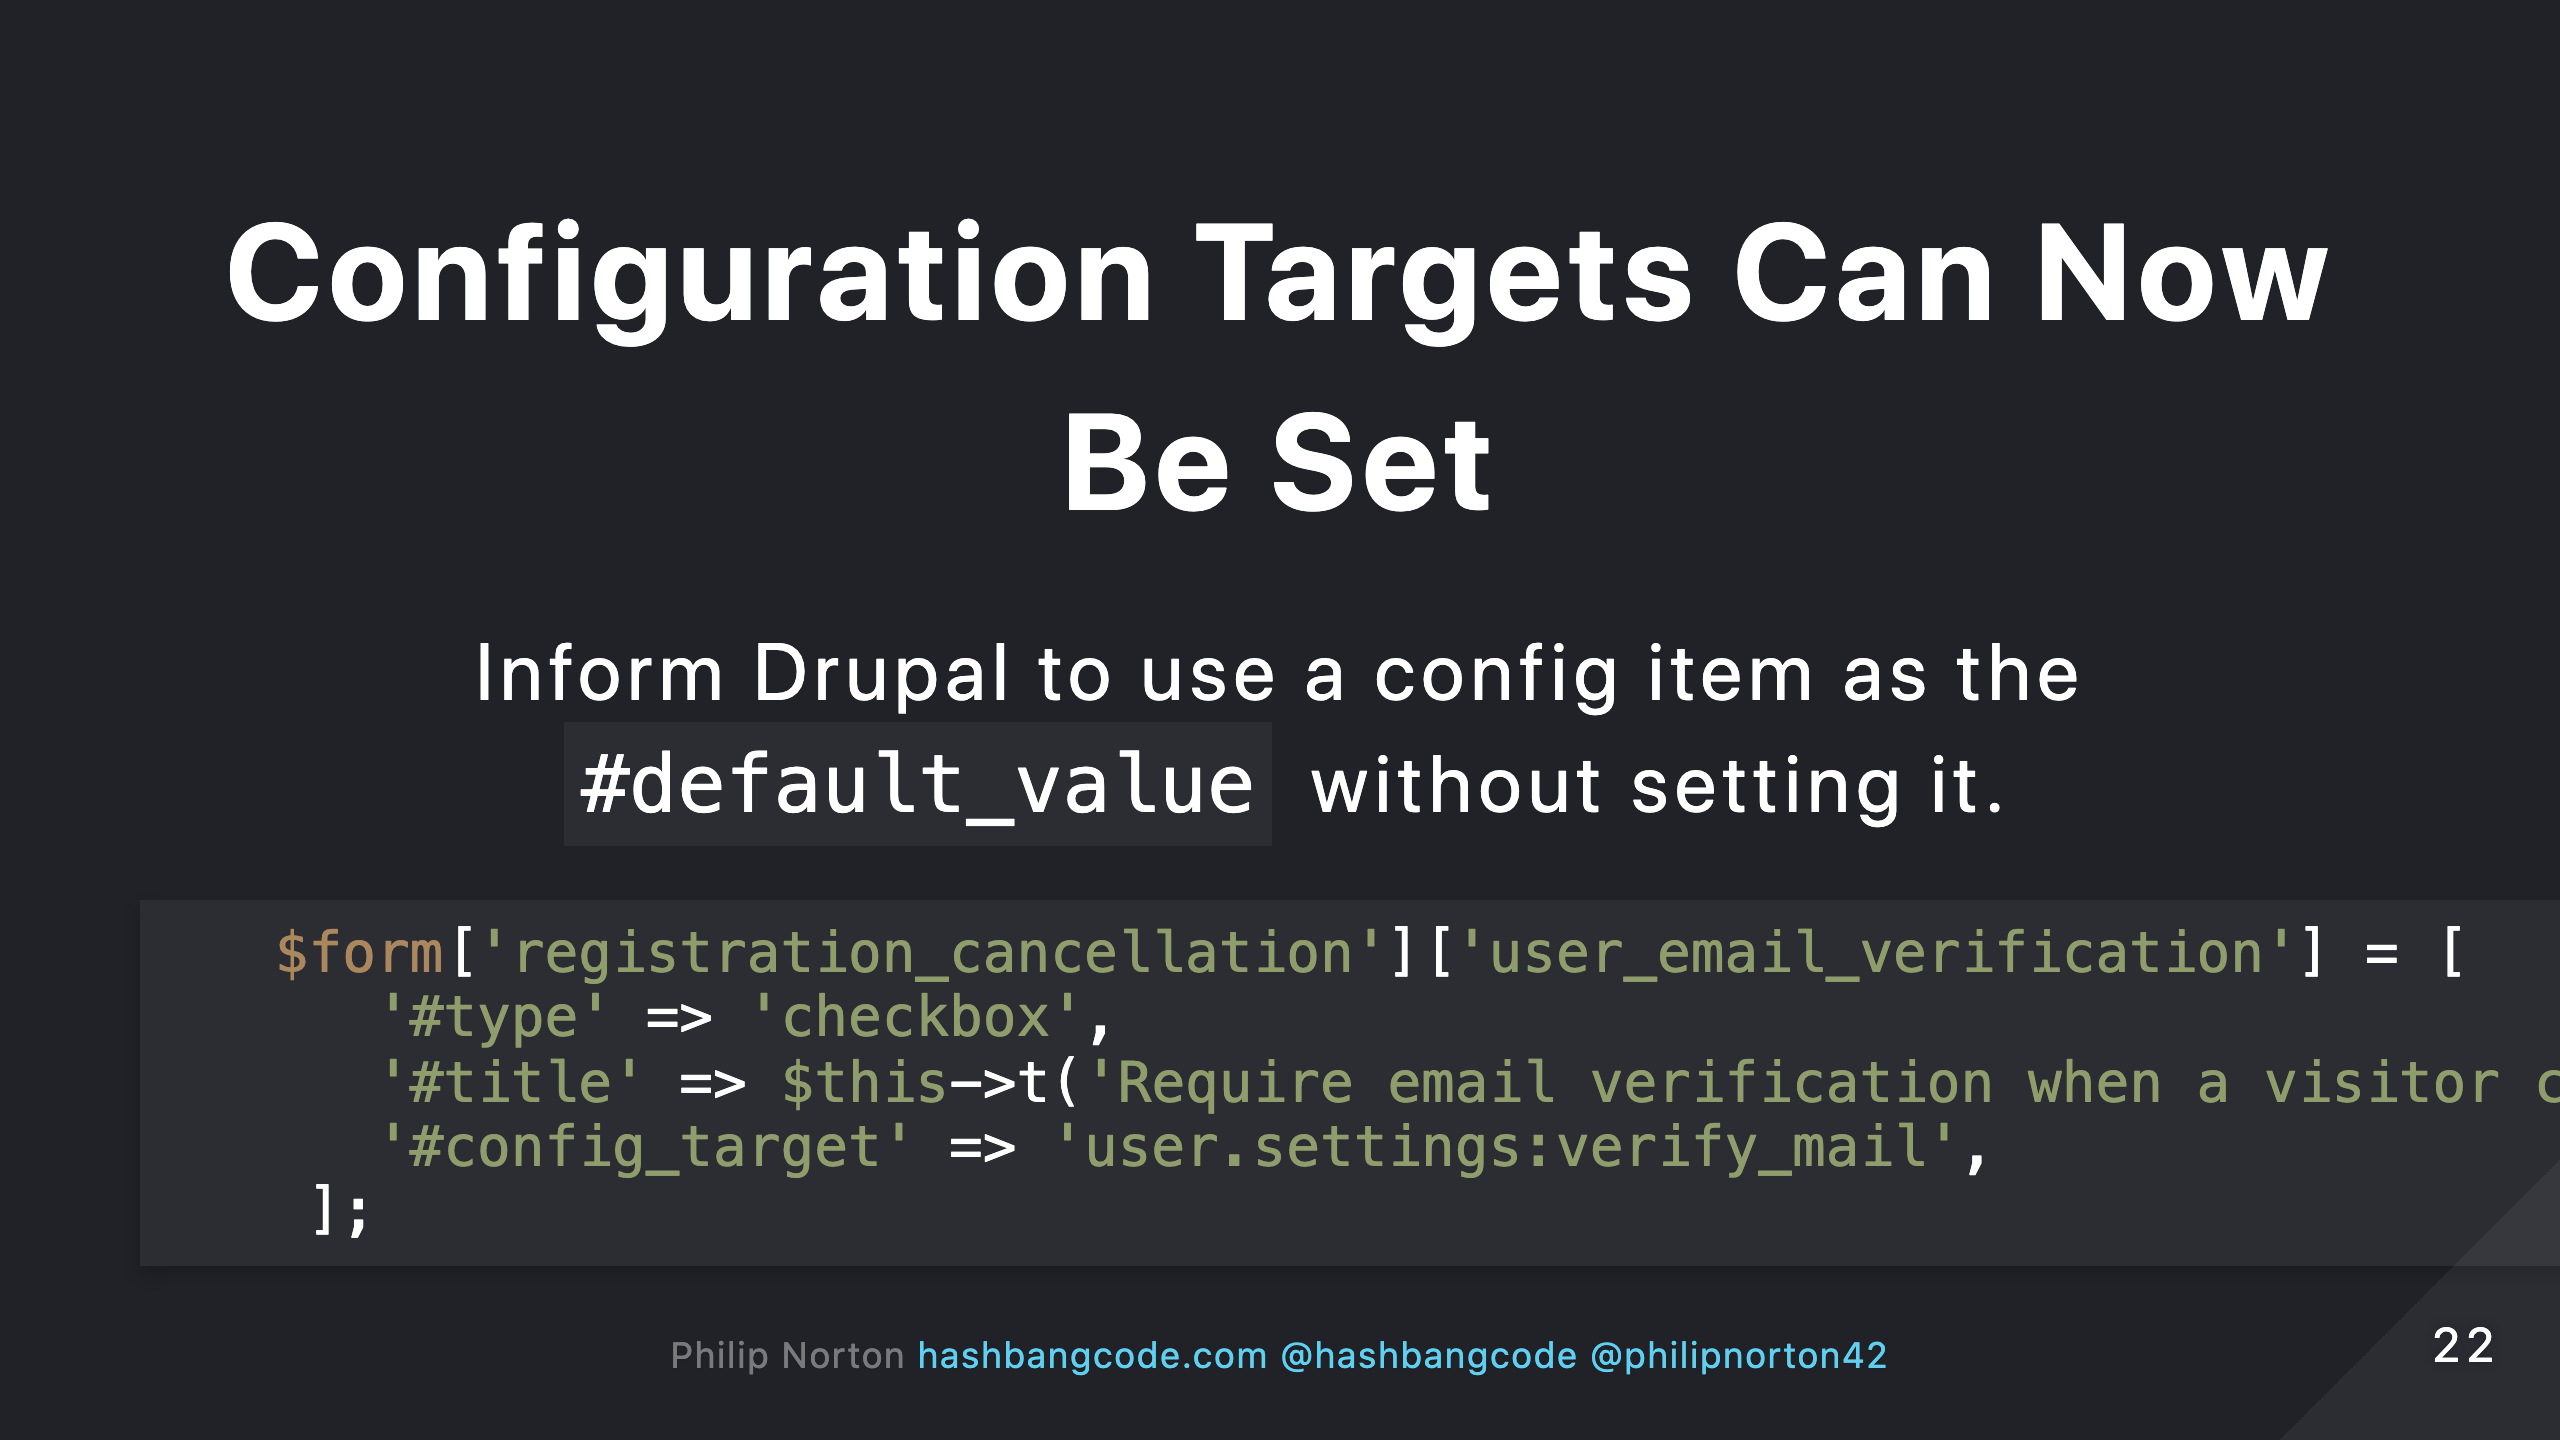 Configuration Targets Can Now
Be Set
Inform Drupal to use a config item as the
#default_value without setting it.
$form['registration_cancellation']['user_email_verification'] = [
'#type' => 'checkbox',
'#title' => $this->t('Require email verification when a visitor
'#config_target' => 'user.settings:verify_mail',
];
Philip Norton hashbangcode.com @hashbangcode @philipnorton42
22